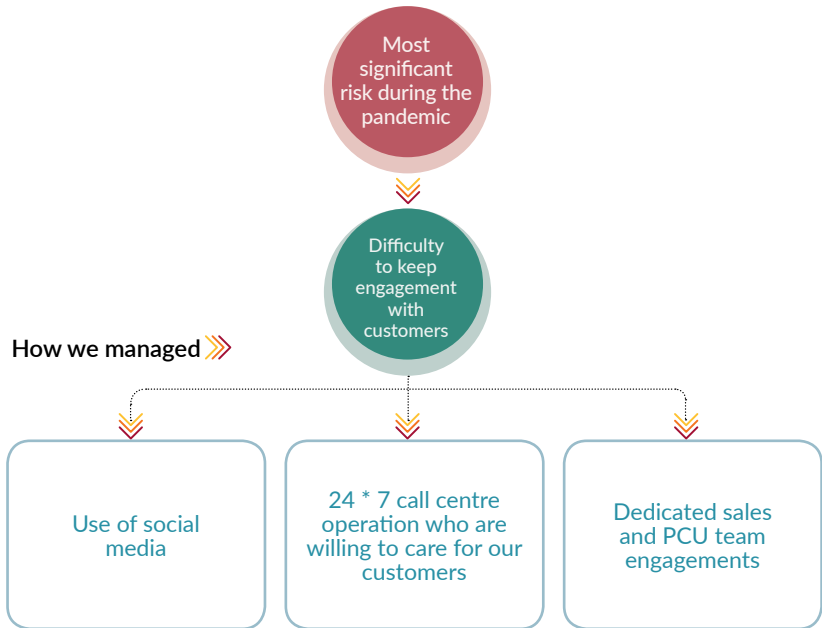 Most
significant
risk during the
pandemic
Difficulty
to keep
engagement
with
customers
How we managed
Use of social
media
24 * 7 call centre
operation who are
willing to care for our
customers
Dedicated sales
and PCU team
engagements